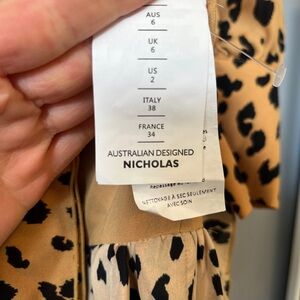 AUS
6
UK
6
US
2
ITALY
38
FRANCE
34
AUSTRALIAN DESIGNED
NICHOLAS
NETTOYAGE A SEC SEULEMENT
AVEC SOIN